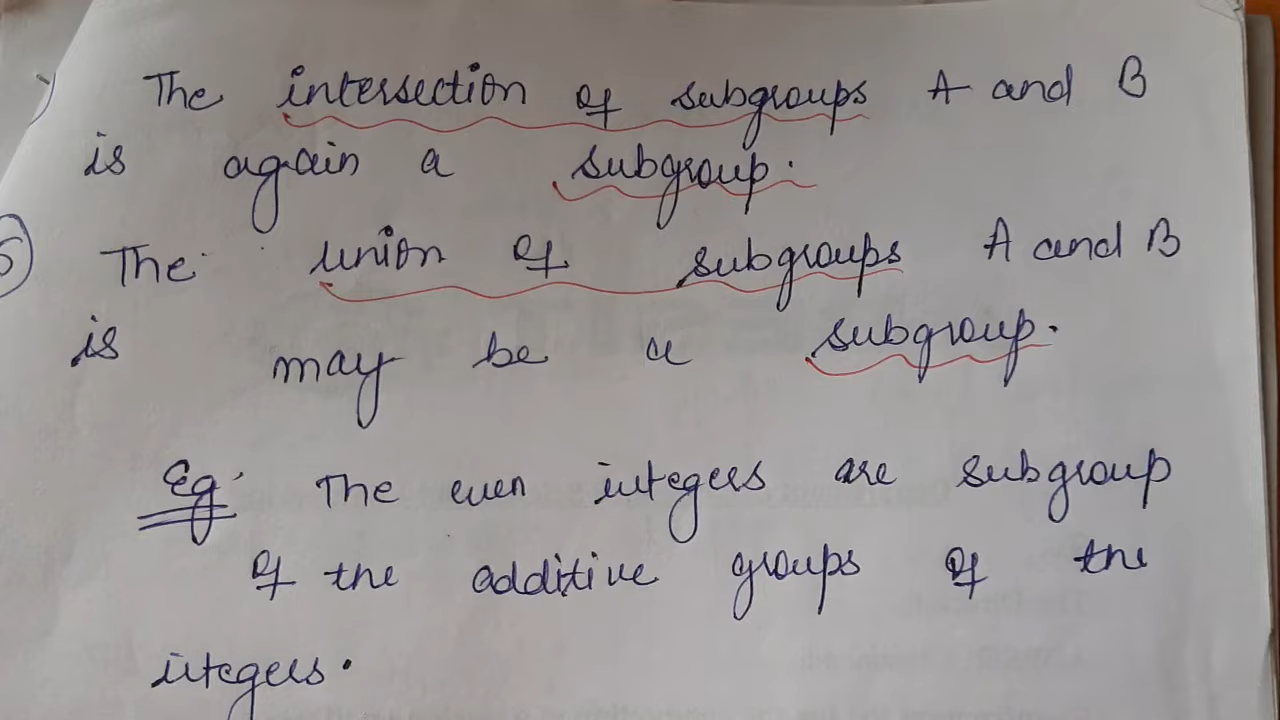 The intersection of subgroups A and B
is again a subgroup.
5) The union of subgroups A and B
is may be a subgroup.
Eg: The even integers are subgroup
of the additive groups of the
integers.